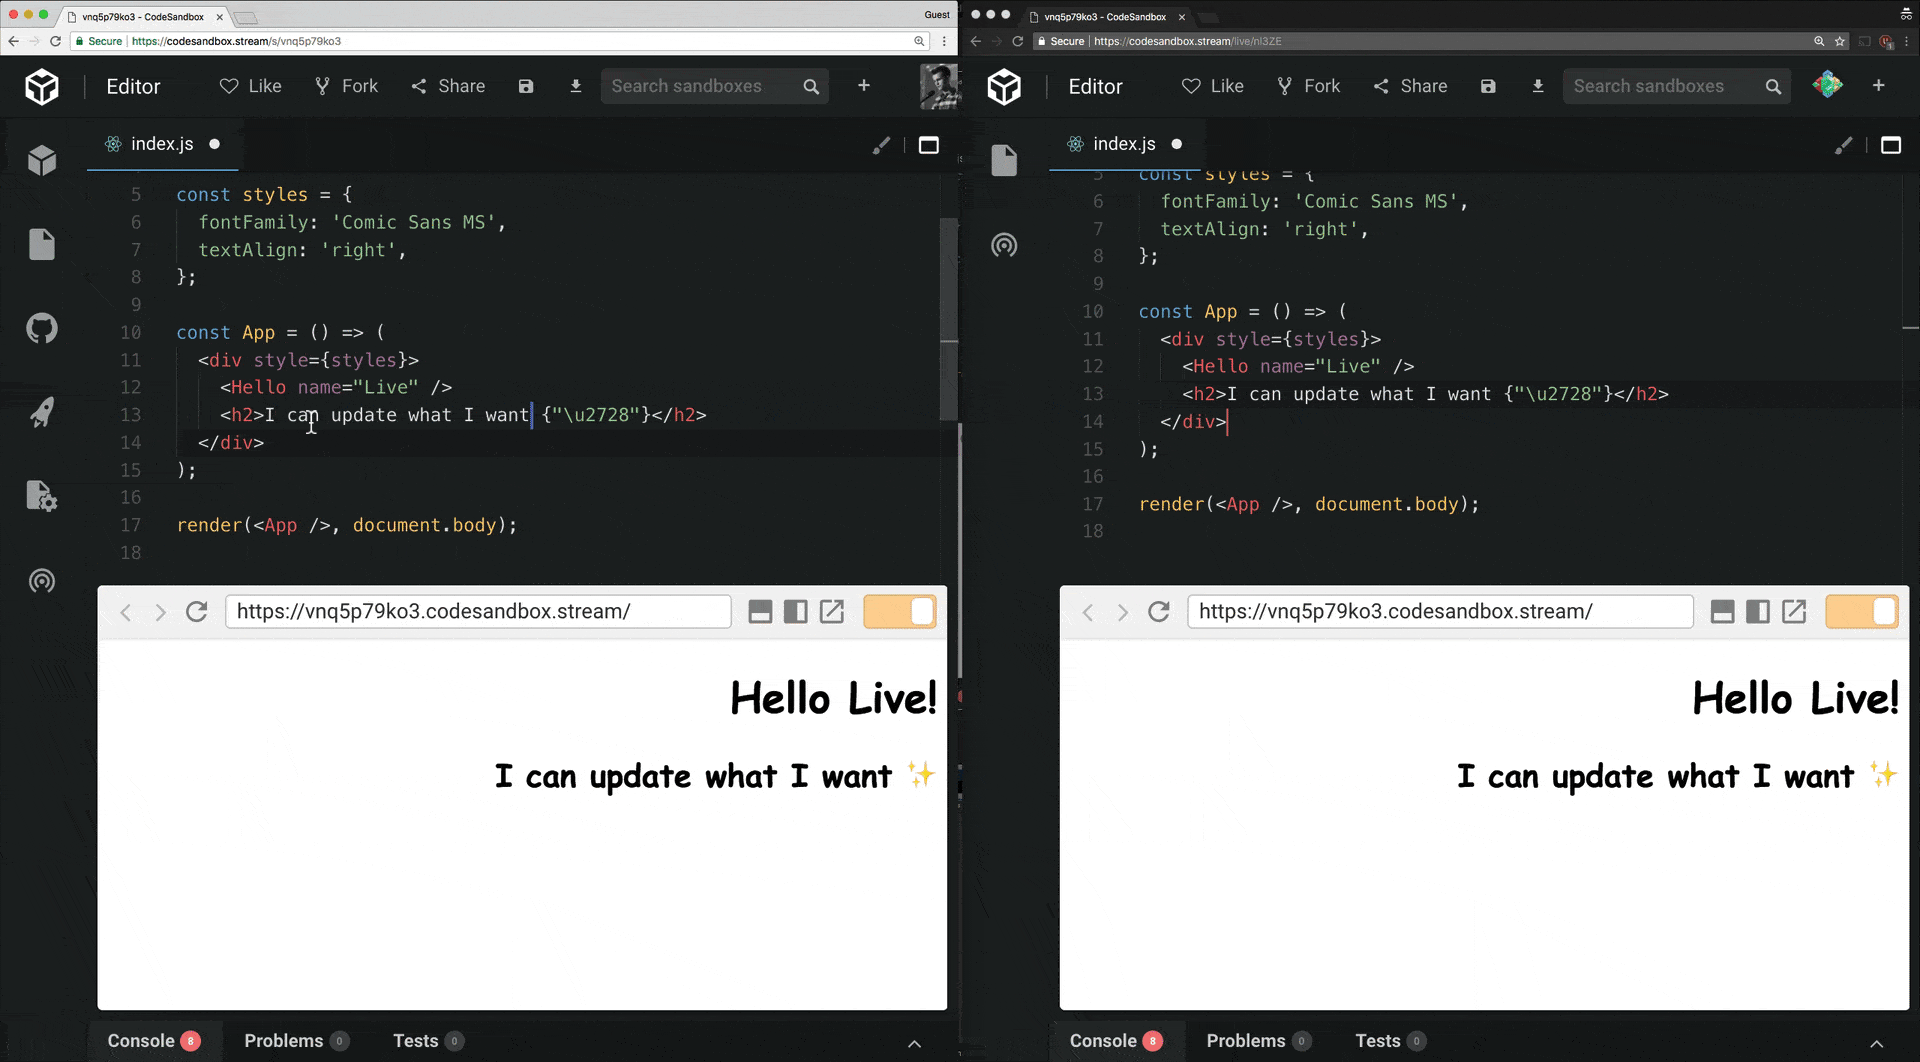 vnq5p79ko3 - CodeSandbox
Guest
Secure https://codesandbox.stream/s/vnq5p79ko3
Editor
Like
Fork
Share
Search sandboxes
index.js
5 const styles = {
6 fontFamily: 'Comic Sans MS',
7 textAlign: 'right',
8 };
9
10 const App = () => (
11 <div style={styles}>
12 <Hello name="Live" />
13 <h2>I can update what I want {"\u2728"}</h2>
14 </div>
15 );
16
17 render(<App />, document.body);
18
https://vnq5p79ko3.codesandbox.stream/
Hello Live!
I can update what I want ✨
Console 8
Problems 0
Tests 0
vnq5p79ko3 - CodeSandbox
Secure https://codesandbox.stream/live/nl3ZE
Editor
Like
Fork
Share
Search sandboxes
index.js
5 const styles = {
6 fontFamily: 'Comic Sans MS',
7 textAlign: 'right',
8 };
9
10 const App = () => (
11 <div style={styles}>
12 <Hello name="Live" />
13 <h2>I can update what I want {"\u2728"}</h2>
14 </div>
15 );
16
17 render(<App />, document.body);
18
https://vnq5p79ko3.codesandbox.stream/
Hello Live!
I can update what I want ✨
Console 8
Problems 0
Tests 0